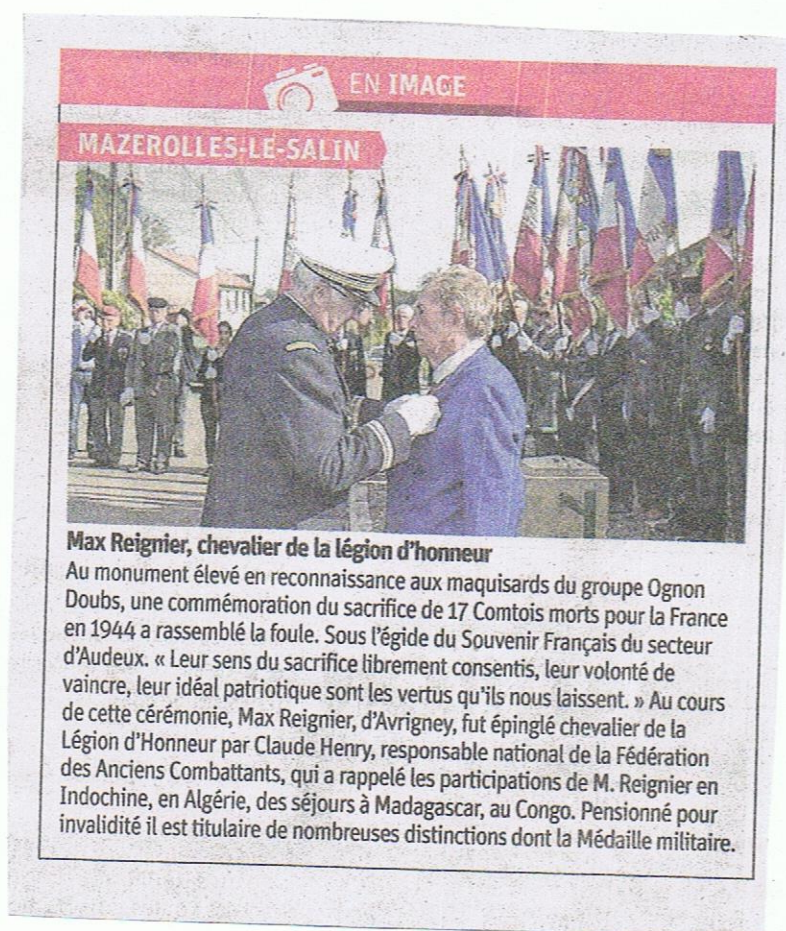 EN IMAGE
MAZEROLLES-LE-SALIN
Max Reignier, chevalier de la légion d'honneur
Au monument élevé en reconnaissance aux maquisards du groupe Ognon
Doubs, une commémoration du sacrifice de 17 Comtois morts pour la France
en 1944 a rassemblé la foule. Sous l'égide du Souvenir Français du secteur
d'Audeux. « Leur sens du sacrifice librement consentis, leur volonté de
vaincre, leur idéal patriotique sont les vertus qu'ils nous laissent. » Au cours
de cette cérémonie, Max Reignier, d'Avrigney, fut épinglé chevalier de la
Légion d'Honneur par Claude Henry, responsable national de la Fédération
des Anciens Combattants, qui a rappelé les participations de M. Reignier en
Indochine, en Algérie, des séjours à Madagascar, au Congo. Pensionné pour
invalidité il est titulaire de nombreuses distinctions dont la Médaille militaire.